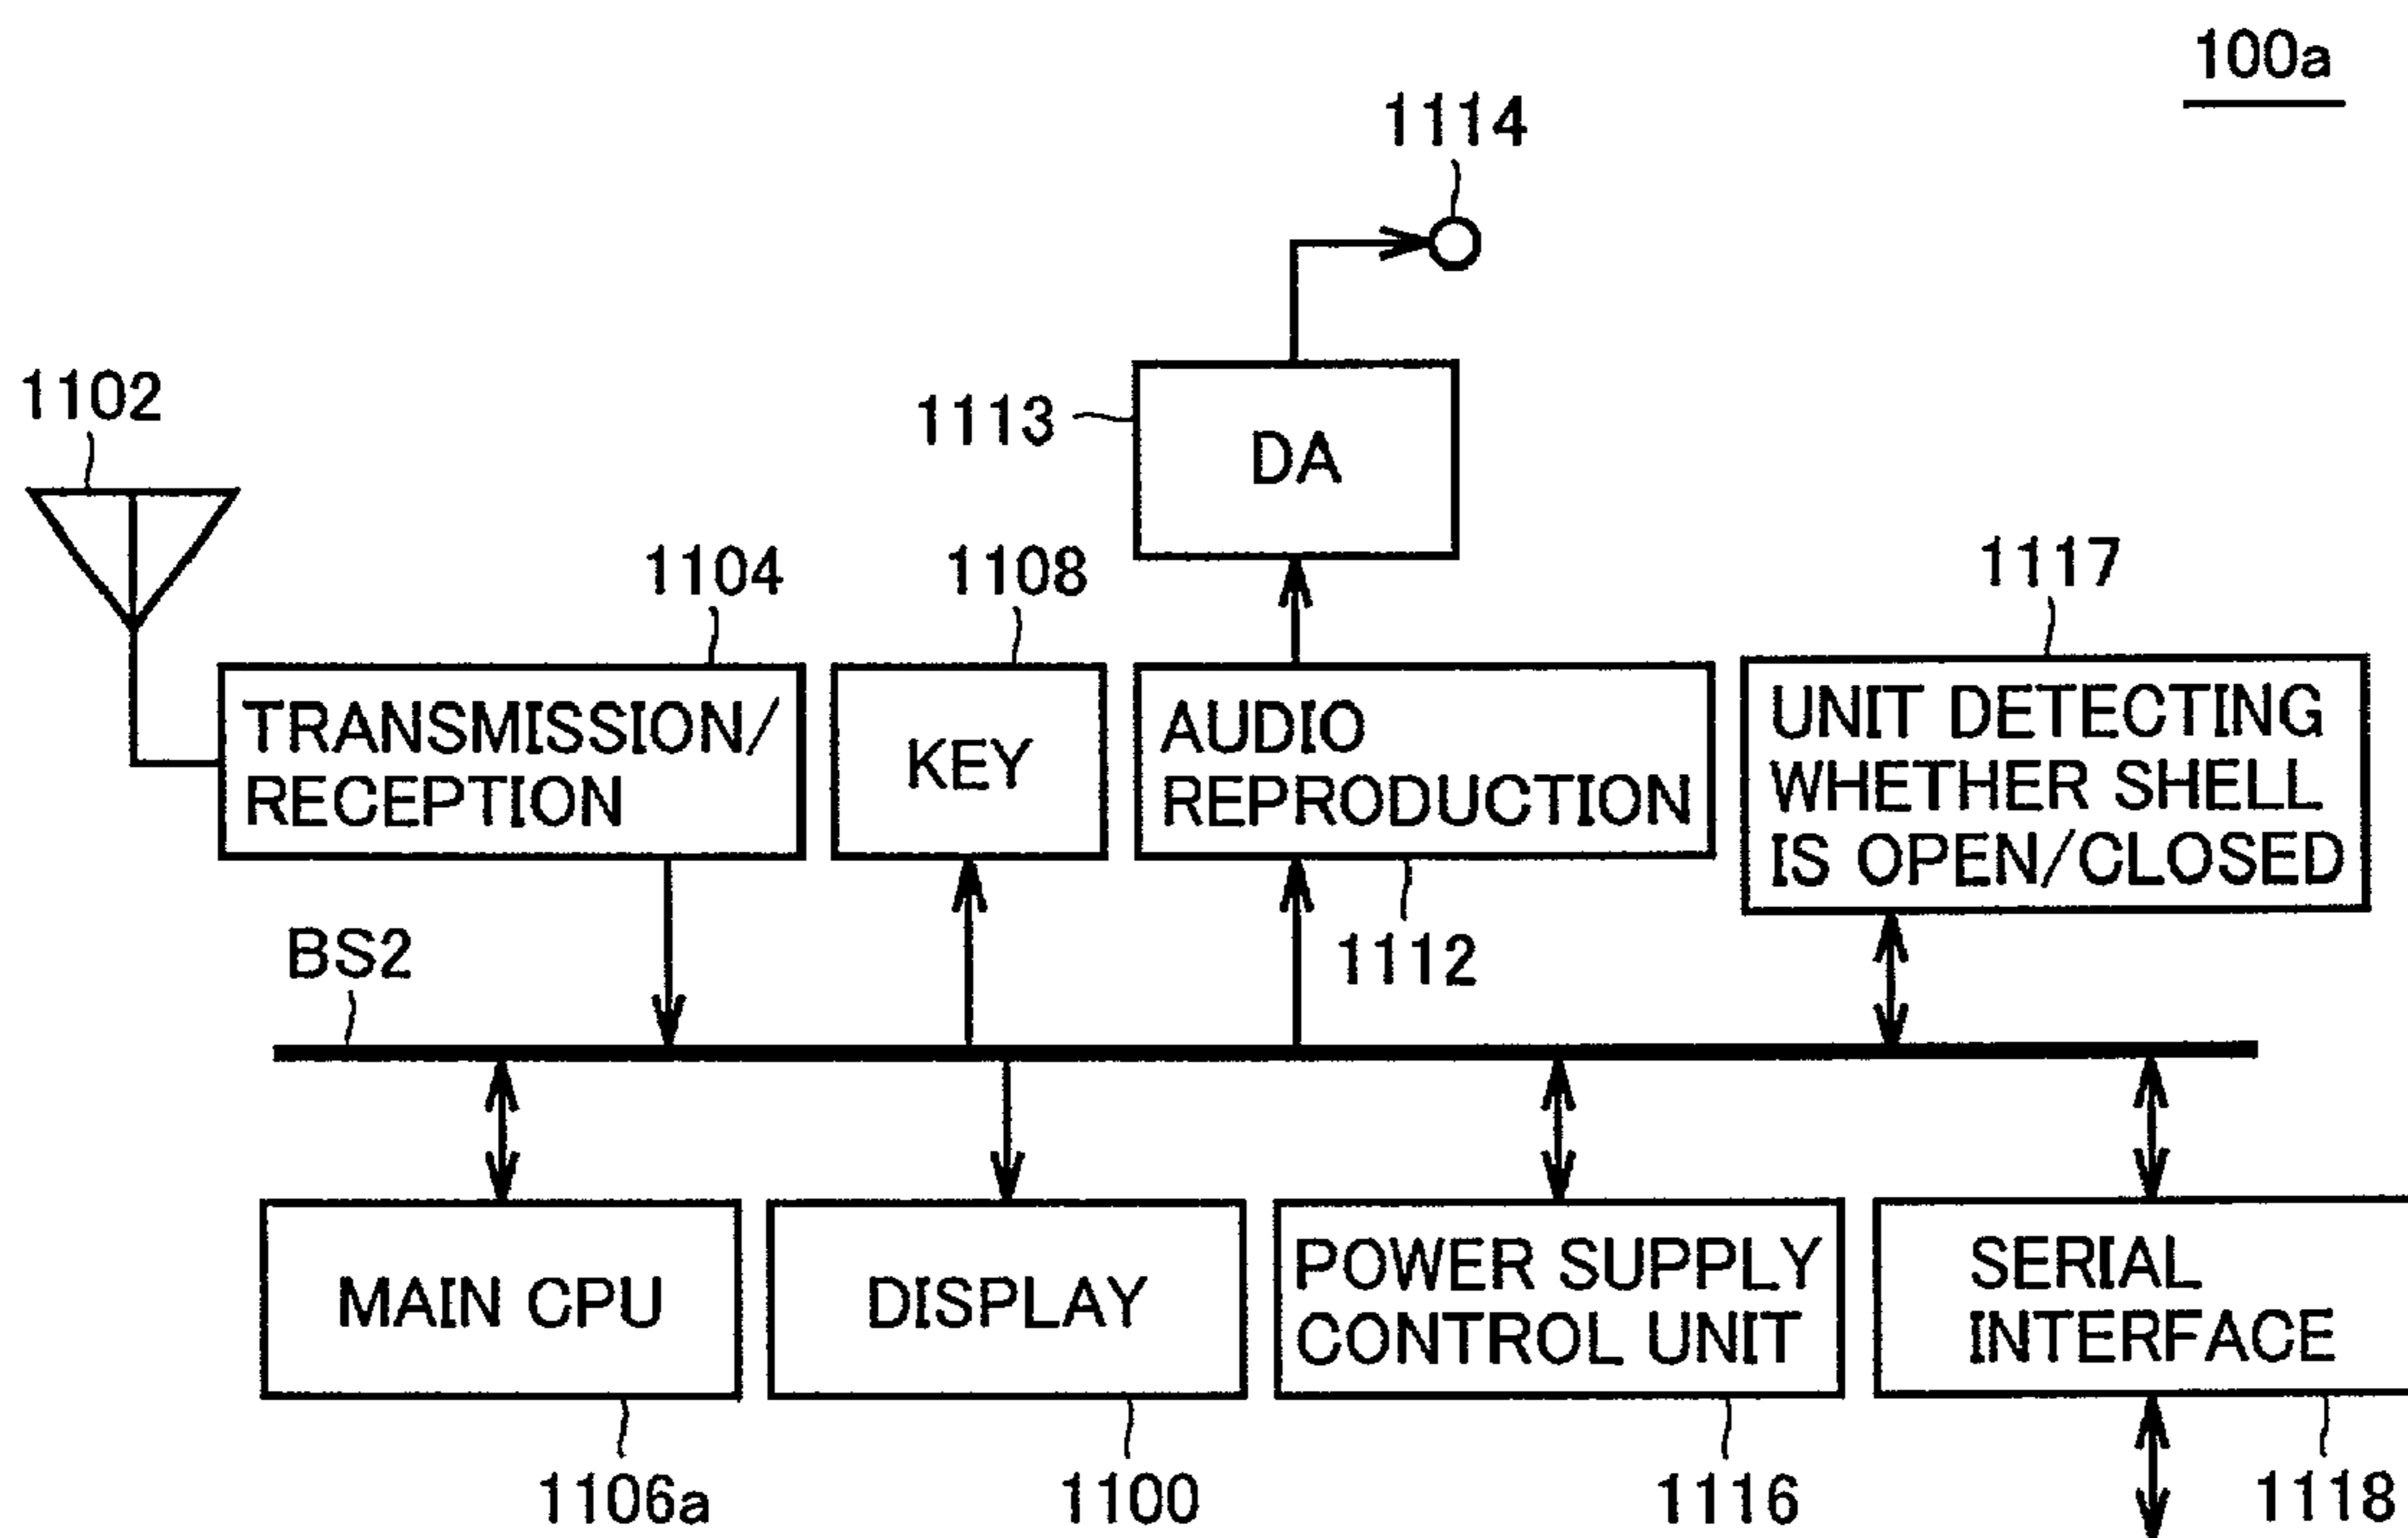 100a
1114
1102
1113
DA
1104
1108
1117
TRANSMISSION/
RECEPTION
KEY
AUDIO
REPRODUCTION
UNIT DETECTING
WHETHER SHELL
IS OPEN/CLOSED
BS2
1112
MAIN CPU
DISPLAY
POWER SUPPLY
CONTROL UNIT
SERIAL
INTERFACE
1106a
1100
1116
1118